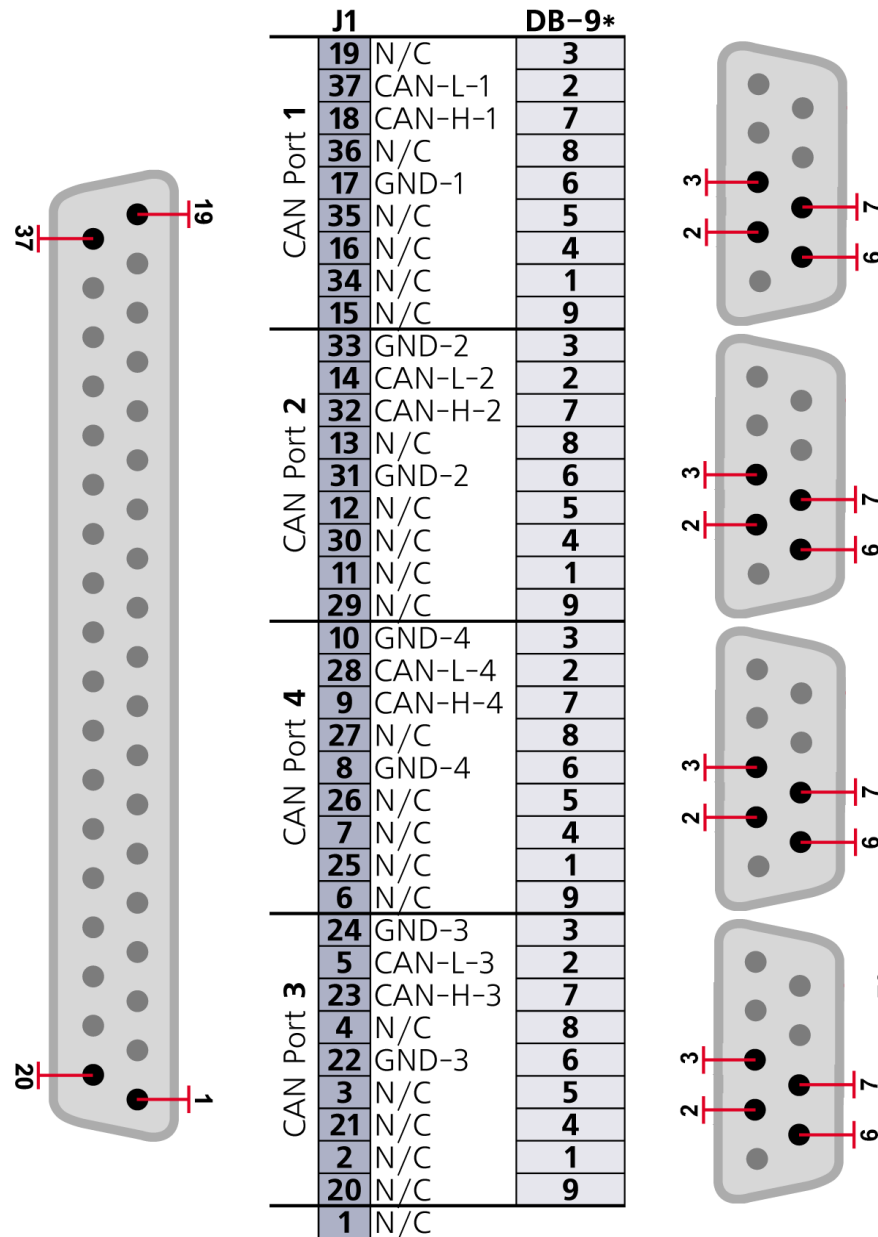 J1 DB-9*
CAN Port 1
19 N/C 3
37 CAN-L-1 2
18 CAN-H-1 7
36 N/C 8
17 GND-1 6
35 N/C 5
16 N/C 4
34 N/C 1
15 N/C 9
CAN Port 2
33 GND-2 3
14 CAN-L-2 2
32 CAN-H-2 7
13 N/C 8
31 GND-2 6
12 N/C 5
30 N/C 4
11 N/C 1
29 N/C 9
CAN Port 4
10 GND-4 3
28 CAN-L-4 2
9 CAN-H-4 7
27 N/C 8
8 GND-4 6
26 N/C 5
7 N/C 4
25 N/C 1
6 N/C 9
CAN Port 3
24 GND-3 3
5 CAN-L-3 2
23 CAN-H-3 7
4 N/C 8
22 GND-3 6
3 N/C 5
21 N/C 4
2 N/C 1
20 N/C 9
1 N/C
37
19
20
1
3
7
2
6
3
7
2
6
3
7
2
6
3
7
2
6